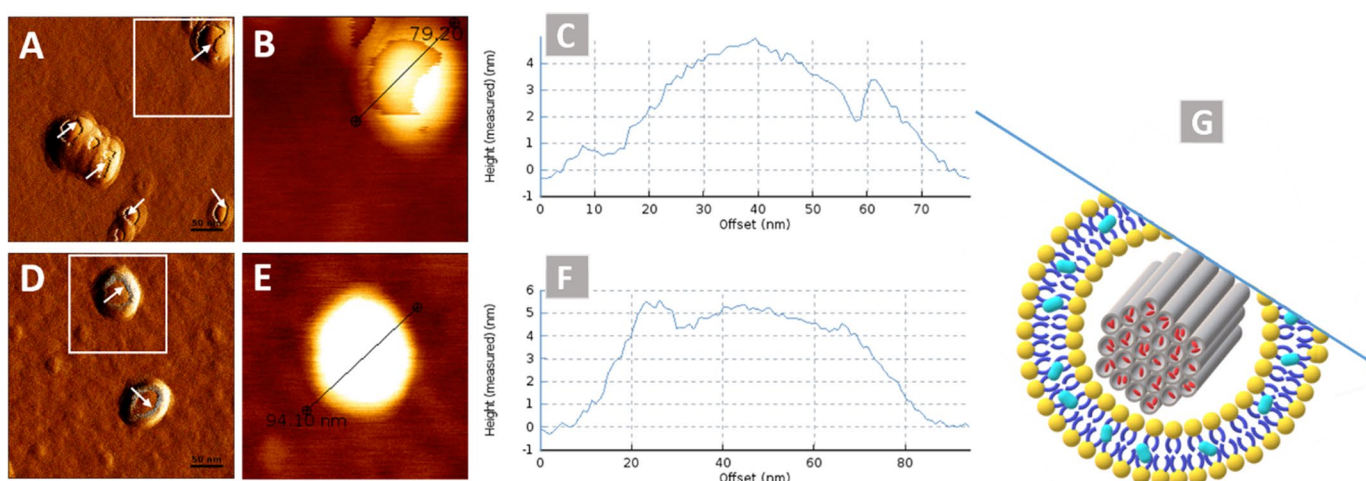 A
50 nm
B
79.20
C
Height (measured) (nm)
4
3
2
1
0
-1
0 10 20 30 40 50 60 70
Offset (nm)
D
50 nm
E
94.10 nm
F
Height (measured) (nm)
6
5
4
3
2
1
0
-1
0 20 40 60 80
Offset (nm)
G